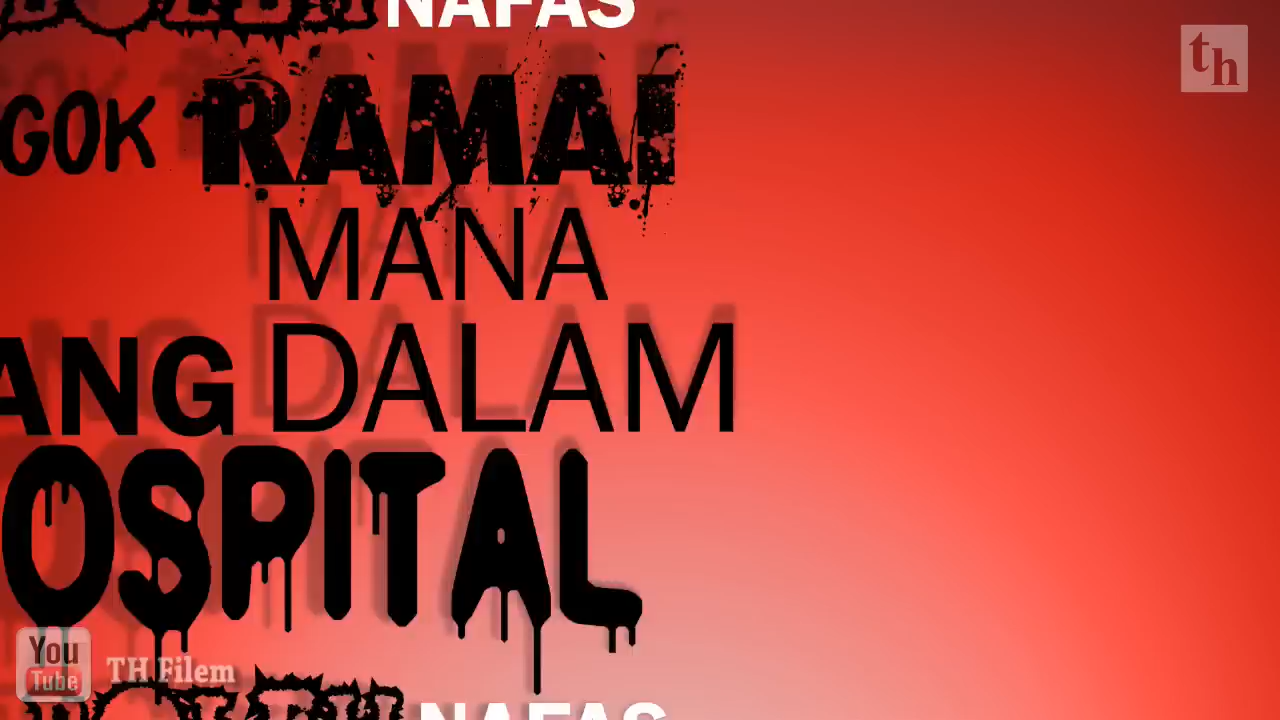 NAFAS
GOK RAMAI
MANA
ANG DALAM
OSPITAL
NAFAS
th
You
Tube
TH Filem